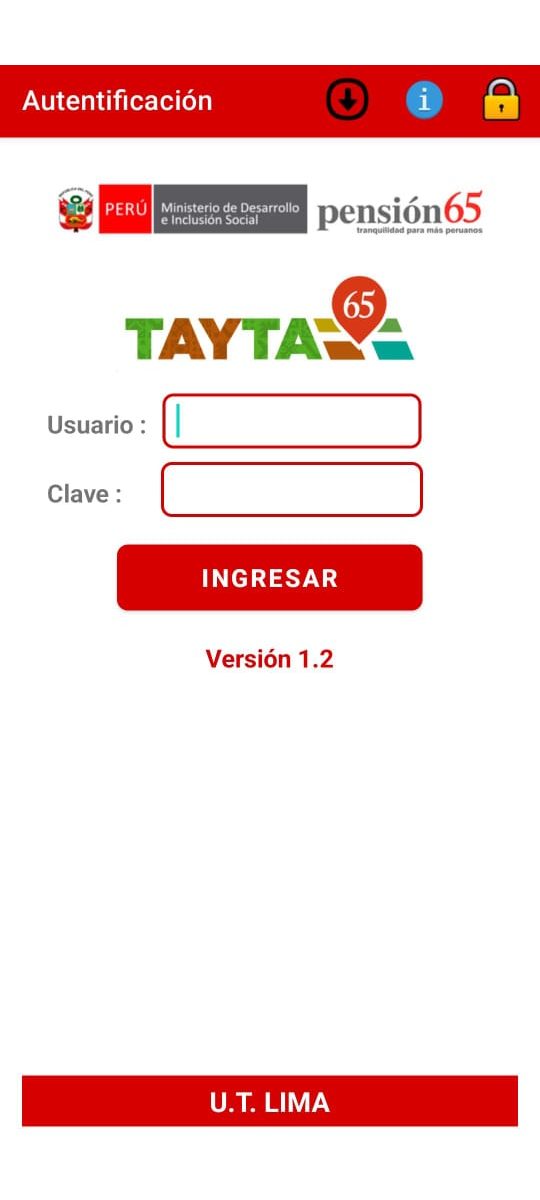 Autentificación
PERÚ
Ministerio de Desarrollo
e Inclusión Social
pensión65
tranquilidad para más peruanos
65
TAYTA
Usuario :
Clave :
INGRESAR
Versión 1.2
U.T. LIMA